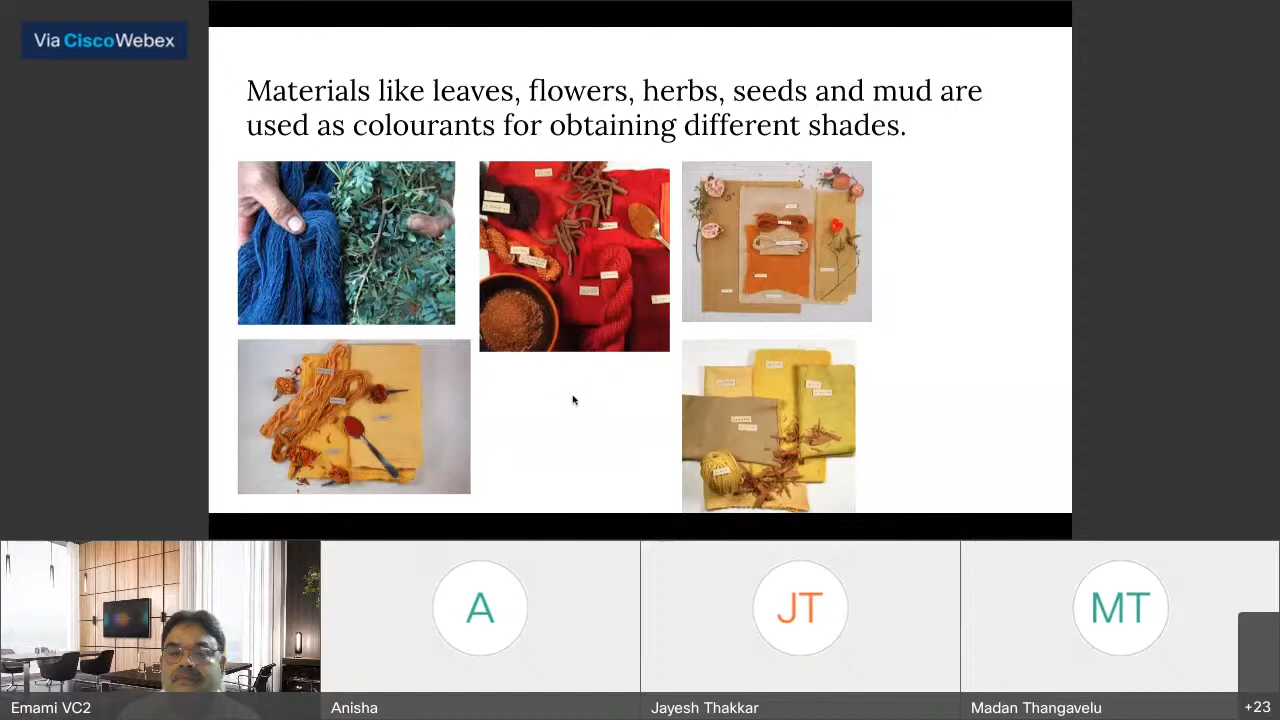 Via CiscoWebex
Materials like leaves, flowers, herbs, seeds and mud are
used as colourants for obtaining different shades.
A
JT
MT
Emami VC2
Anisha
Jayesh Thakkar
Madan Thangavelu
+23